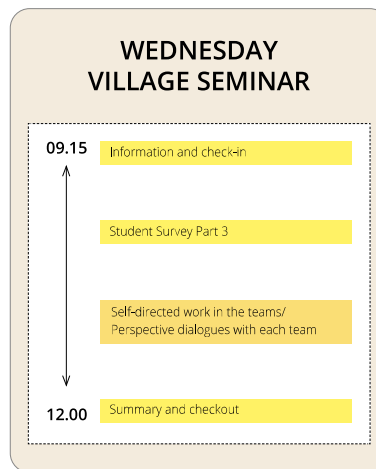 WEDNESDAY
VILLAGE SEMINAR
09.15
Information and check-in
Student Survey Part 3
Self-directed work in the teams/
Perspective dialogues with each team
12.00
Summary and checkout